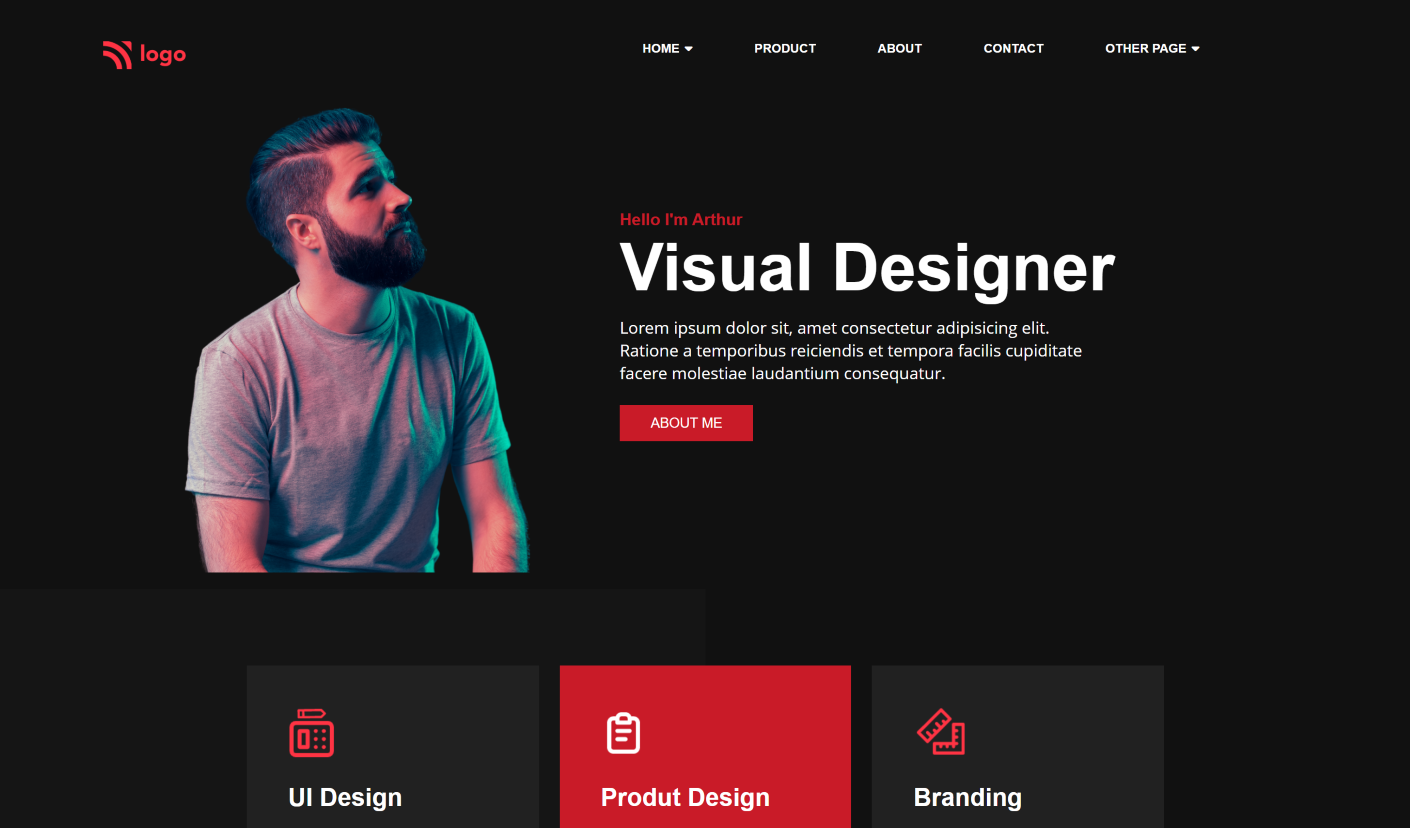 logo
HOME
PRODUCT
ABOUT
CONTACT
OTHER PAGE
Hello I'm Arthur
Visual Designer
Lorem ipsum dolor sit, amet consectetur adipisicing elit.
Ratione a temporibus reiciendis et tempora facilis cupiditate
facere molestiae laudantium consequatur.
ABOUT ME
UI Design
Produt Design
Branding